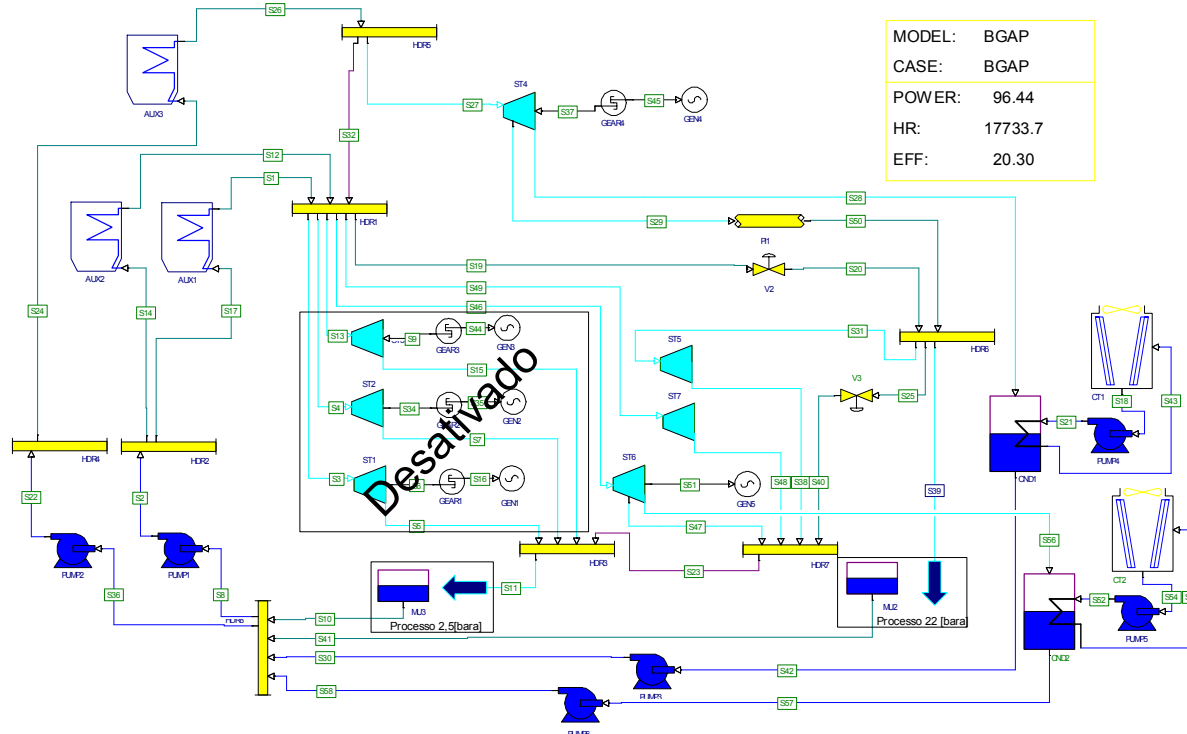 S26
HDR5
MODEL: BGAP
CASE: BGAP
POWER: 96.44
HR: 17733.7
EFF: 20.30
AUX3
ST4
S27
S37
GEAR4
S45
GEN4
S32
S12
S1
S28
HDR1
S29
PI1
S50
AUX2
AUX1
S19
V2
S20
S24
S14
S17
S49
S46
S13
S9
GEAR3
S44
GEN3
ST5
S31
HDR6
S15
ST2
S4
S34
GEN2
ST7
V3
S25
CT1
S18
S43
S21
PUMP4
CND1
Desativado
S7
HDR4
HDR2
ST1
S3
GEAR1
S16
GEN1
ST6
S51
GEN5
S48
S38
S40
S39
S22
S2
S5
S47
S56
HDR3
S23
HDR7
CT2
PUMP2
PUMP1
S36
S8
S11
MU3
Processo 2,5[bara]
MU2
Processo 22 [bara]
S52
S54
PUMP5
CND2
S10
S41
S30
S42
S58
S57